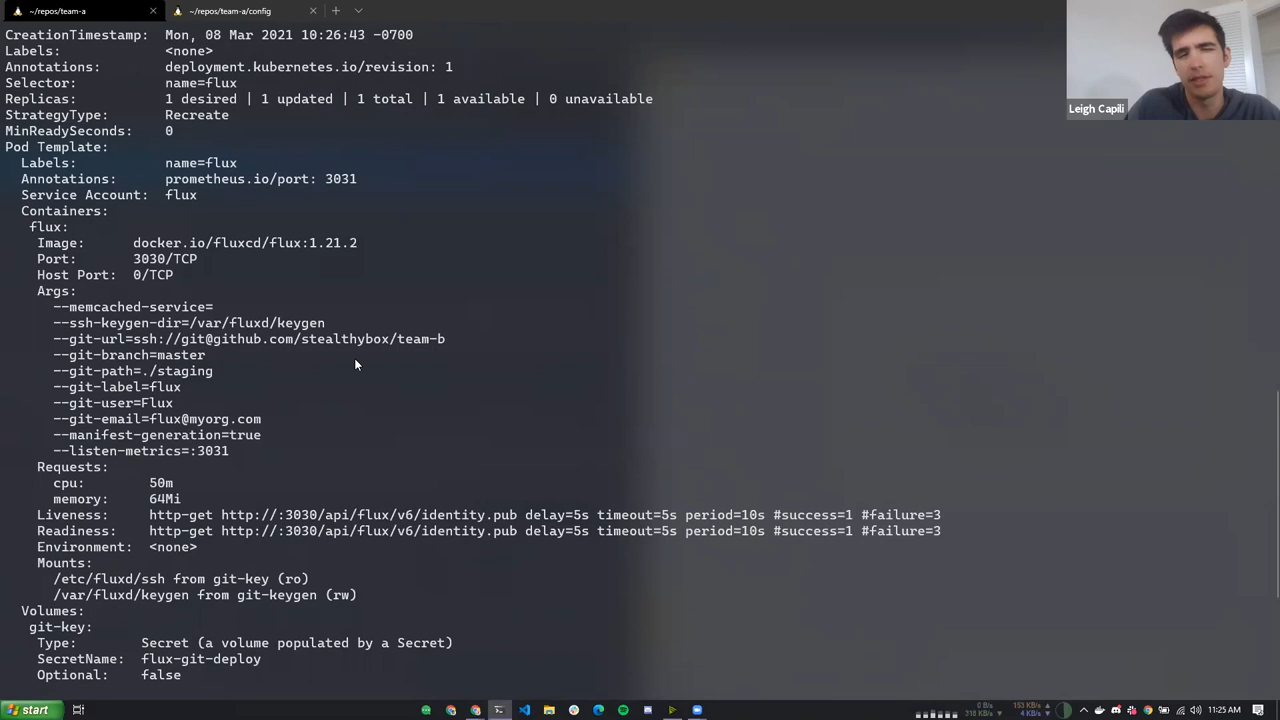 ~/repos/team-a
~/repos/team-a/config
CreationTimestamp:  Mon, 08 Mar 2021 10:26:43 -0700
Labels:             <none>
Annotations:        deployment.kubernetes.io/revision: 1
Selector:           name=flux
Replicas:           1 desired | 1 updated | 1 total | 1 available | 0 unavailable
StrategyType:       Recreate
MinReadySeconds:    0
Pod Template:
  Labels:           name=flux
  Annotations:      prometheus.io/port: 3031
  Service Account:  flux
  Containers:
   flux:
    Image:      docker.io/fluxcd/flux:1.21.2
    Port:       3030/TCP
    Host Port:  0/TCP
    Args:
      --memcached-service=
      --ssh-keygen-dir=/var/fluxd/keygen
      --git-url=ssh://git@github.com/stealthybox/team-b
      --git-branch=master
      --git-path=./staging
      --git-label=flux
      --git-user=Flux
      --git-email=flux@myorg.com
      --manifest-generation=true
      --listen-metrics=:3031
    Requests:
      cpu:        50m
      memory:     64Mi
    Liveness:     http-get http://:3030/api/flux/v6/identity.pub delay=5s timeout=5s period=10s #success=1 #failure=3
    Readiness:    http-get http://:3030/api/flux/v6/identity.pub delay=5s timeout=5s period=10s #success=1 #failure=3
    Environment:  <none>
    Mounts:
      /etc/fluxd/ssh from git-key (ro)
      /var/fluxd/keygen from git-keygen (rw)
  Volumes:
   git-key:
    Type:        Secret (a volume populated by a Secret)
    SecretName:  flux-git-deploy
    Optional:    false
Leigh Capili
start
0 B/s
318 KB/s
153 KB/s
4 KB/s
11:25 AM